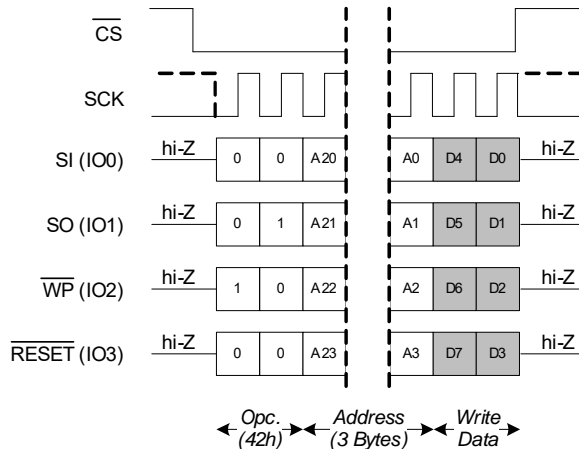 CS
SCK
SI (IO0) hi-Z 0 0 A20 A0 D4 D0 hi-Z
SO (IO1) hi-Z 0 1 A21 A1 D5 D1 hi-Z
WP (IO2) hi-Z 1 0 A22 A2 D6 D2 hi-Z
RESET (IO3) hi-Z 0 0 A23 A3 D7 D3 hi-Z
Opc. Address Write
(42h) (3 Bytes) Data